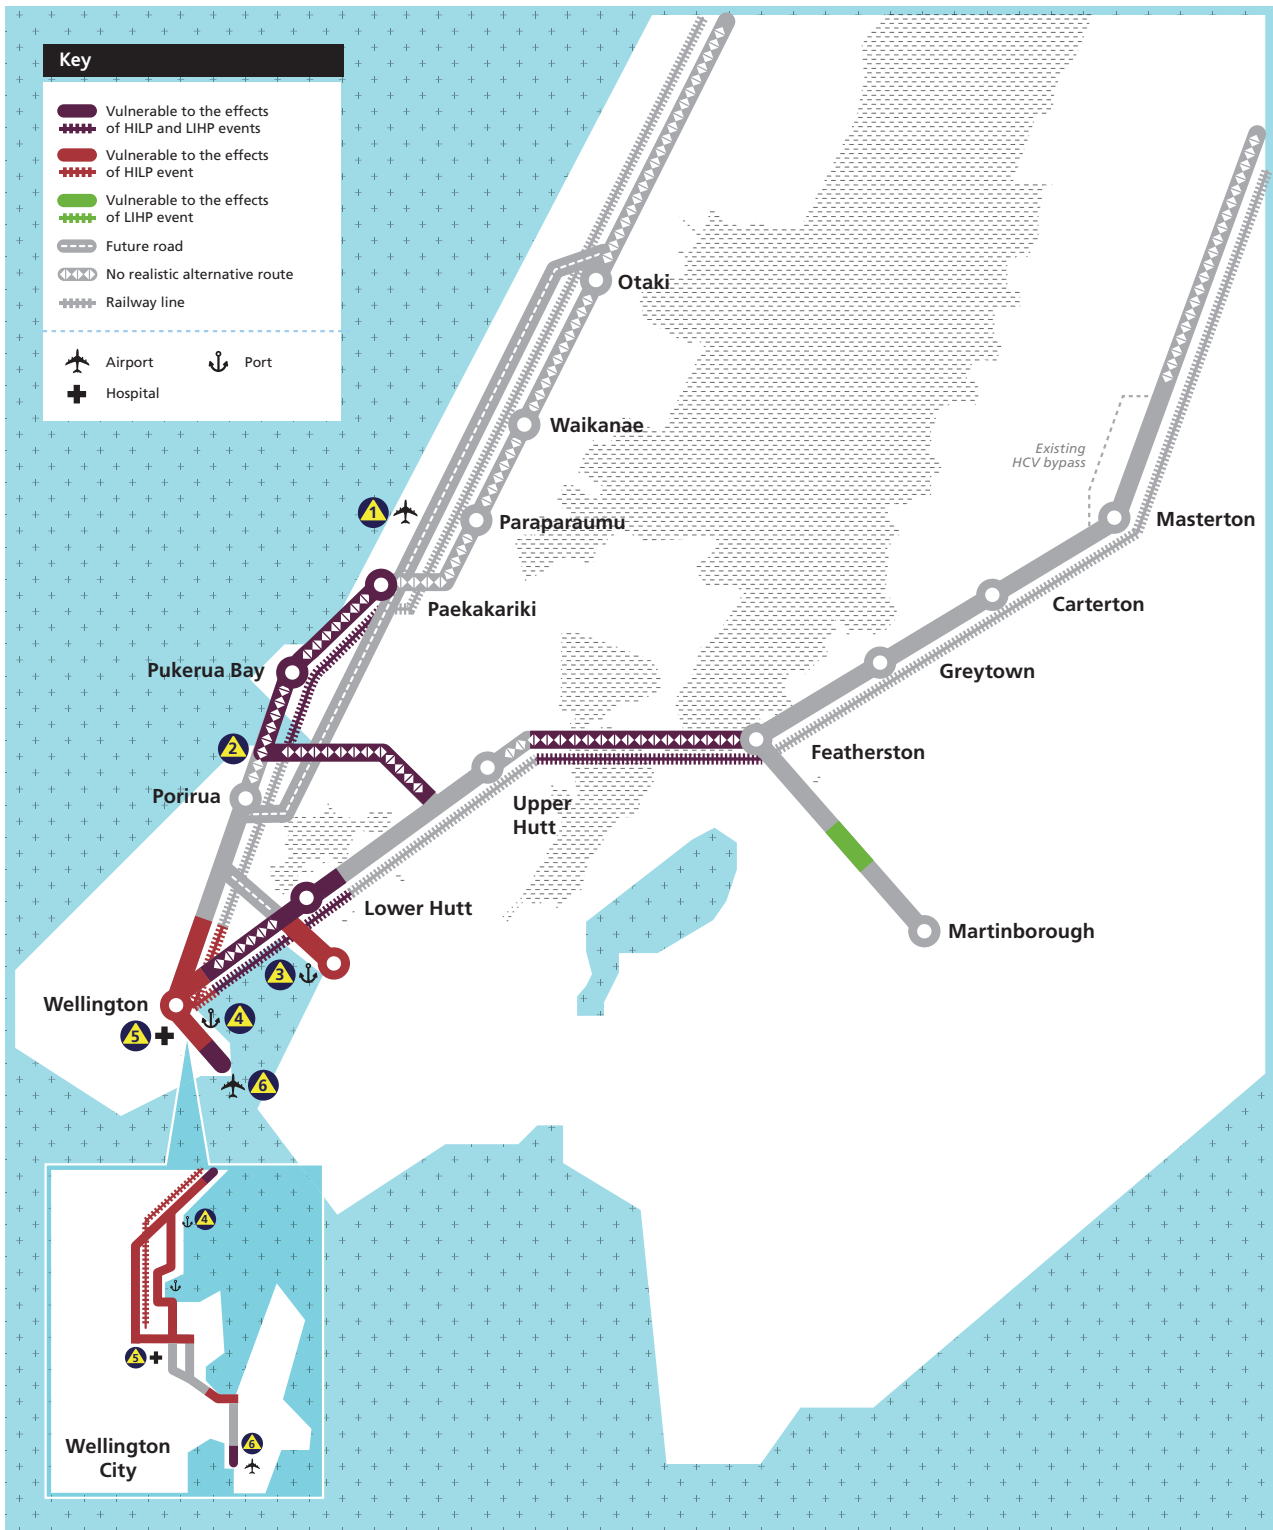 Key
Vulnerable to the effects
of HILP and LIHP events
Vulnerable to the effects
of HILP event
Vulnerable to the effects
of LIHP event
Future road
No realistic alternative route
Railway line
Airport
Port
Hospital
Otaki
Waikanae
Existing
HCV bypass
1
Paraparaumu
Masterton
Paekakariki
Carterton
Pukerua Bay
Greytown
2
Featherston
Porirua
Upper
Hutt
Lower Hutt
Martinborough
3
Wellington
4
5
6
4
5
6
Wellington
City